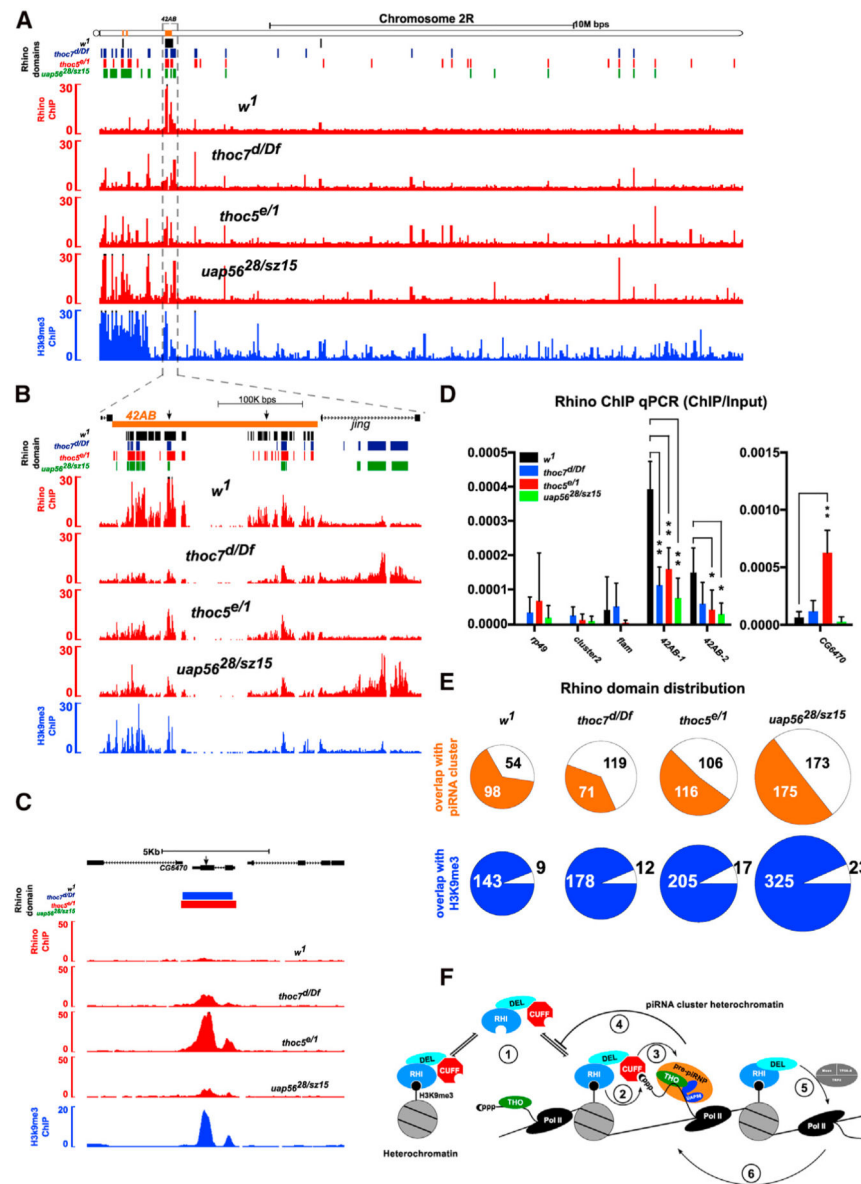 A
42AB
Chromosome 2R
10M bps
Rhino domains
w1
thoc7d/Df
thoc5e/1
uap5628/sz15
Rhino ChIP
30
0
w1
30
0
thoc7d/Df
30
0
thoc5e/1
30
0
uap5628/sz15
H3k9me3 ChIP
30
0
B
100K bps
42AB
jing
Rhino domain
w1
thoc7d/Df
thoc5e/1
uap5628/sz15
Rhino ChIP
30
0
w1
30
0
thoc7d/Df
30
0
thoc5e/1
30
0
uap5628/sz15
H3k9me3 ChIP
30
0
C
5Kb
CG6470
Rhino domain
w1
thoc7d/Df
thoc5e/1
uap5628/sz15
Rhino ChIP
50
0
w1
50
0
thoc7d/Df
50
0
thoc5e/1
50
0
uap5628/sz15
H3k9me3 ChIP
20
0
D
Rhino ChIP qPCR (ChIP/Input)
0.0005
0.0004
0.0003
0.0002
0.0001
0.0000
w1
thoc7d/Df
thoc5e/1
uap5628/sz15
**
**
**
*
*
rp49
cluster2
flam
42AB-1
42AB-2
0.0015
0.0010
0.0005
0.0000
**
CG6470
E
Rhino domain distribution
w1
thoc7d/Df
thoc5e/1
uap5628/sz15
overlap with piRNA cluster
54
98
119
71
106
116
173
175
overlap with H3K9me3
143
9
178
12
205
17
325
23
F
piRNA cluster heterochromatin
DEL
RHI
CUFF
1
4
DEL
RHI
CUFF
H3K9me3
Heterochromatin
ppp
THO
Pol II
DEL
RHI
CUFF
2
3
ppp
pre-piRNP
THO
UAP56
Pol II
DEL
RHI
5
Pol II
6